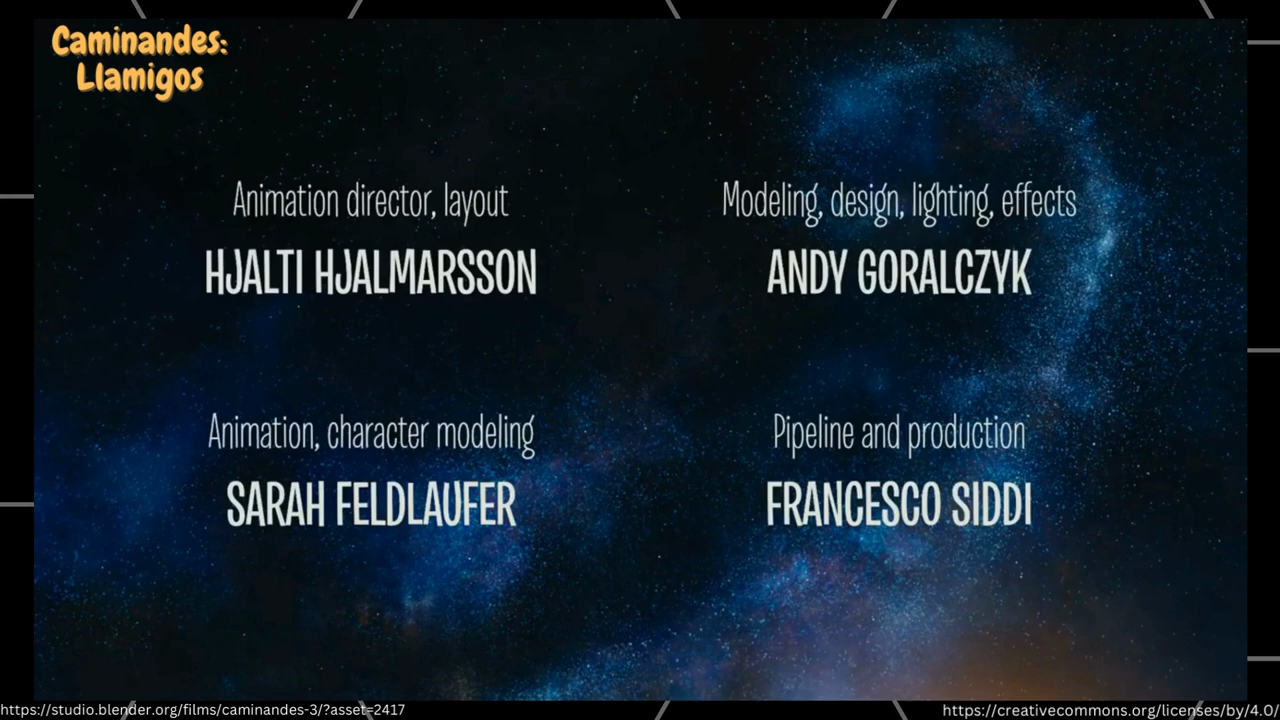 Caminandes:
Llamigos
Animation director, layout
HJALTI HJALMARSSON
Modeling, design, lighting, effects
ANDY GORALCZYK
Animation, character modeling
SARAH FELDLAUFER
Pipeline and production
FRANCESCO SIDDI
https://studio.blender.org/films/caminandes-3/?asset=2417
https://creativecommons.org/licenses/by/4.0/